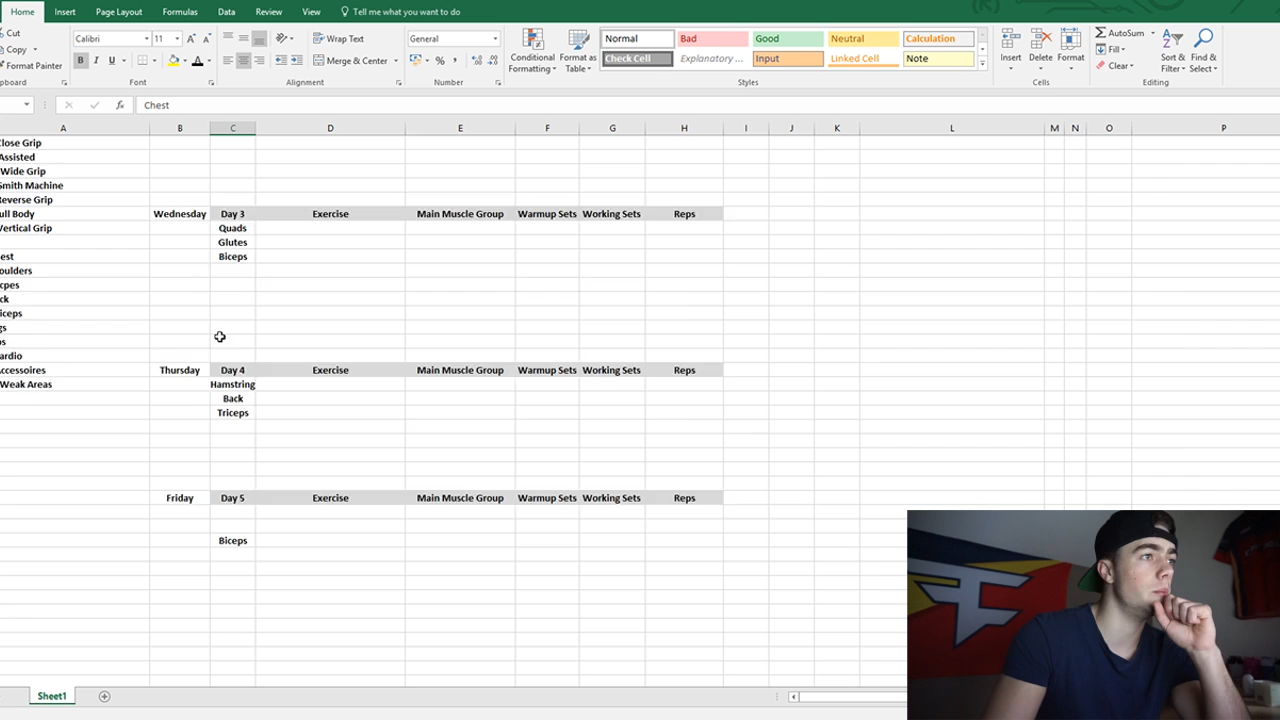 Home Insert Page Layout Formulas Data Review View Tell me what you want to do
Cut
Copy
Format Painter
Calibri 11
B I U
Wrap Text
Merge & Center
General
% ,
Conditional Formatting
Format as Table
Normal Bad Good Neutral Calculation
Check Cell Explanatory ... Input Linked Cell Note
Insert Delete Format
AutoSum
Fill
Clear
Sort & Filter
Find & Select
pboard Font Alignment Number Styles Cells Editing
fx Chest
A B C D E F G H I J K L M N O P
Close Grip
Assisted
Wide Grip
Smith Machine
Reverse Grip
ull Body Wednesday Day 3 Exercise Main Muscle Group Warmup Sets Working Sets Reps
Vertical Grip Quads
Glutes
est Biceps
oulders
cpes
ck
iceps
gs
os
ardio
Accessoires Thursday Day 4 Exercise Main Muscle Group Warmup Sets Working Sets Reps
Weak Areas Hamstring
Back
Triceps
Friday Day 5 Exercise Main Muscle Group Warmup Sets Working Sets Reps
Biceps
Sheet1